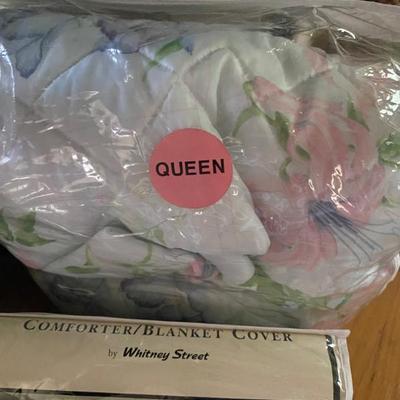 QUEEN
COMFORTER/BLANKET COVER
by Whitney Street